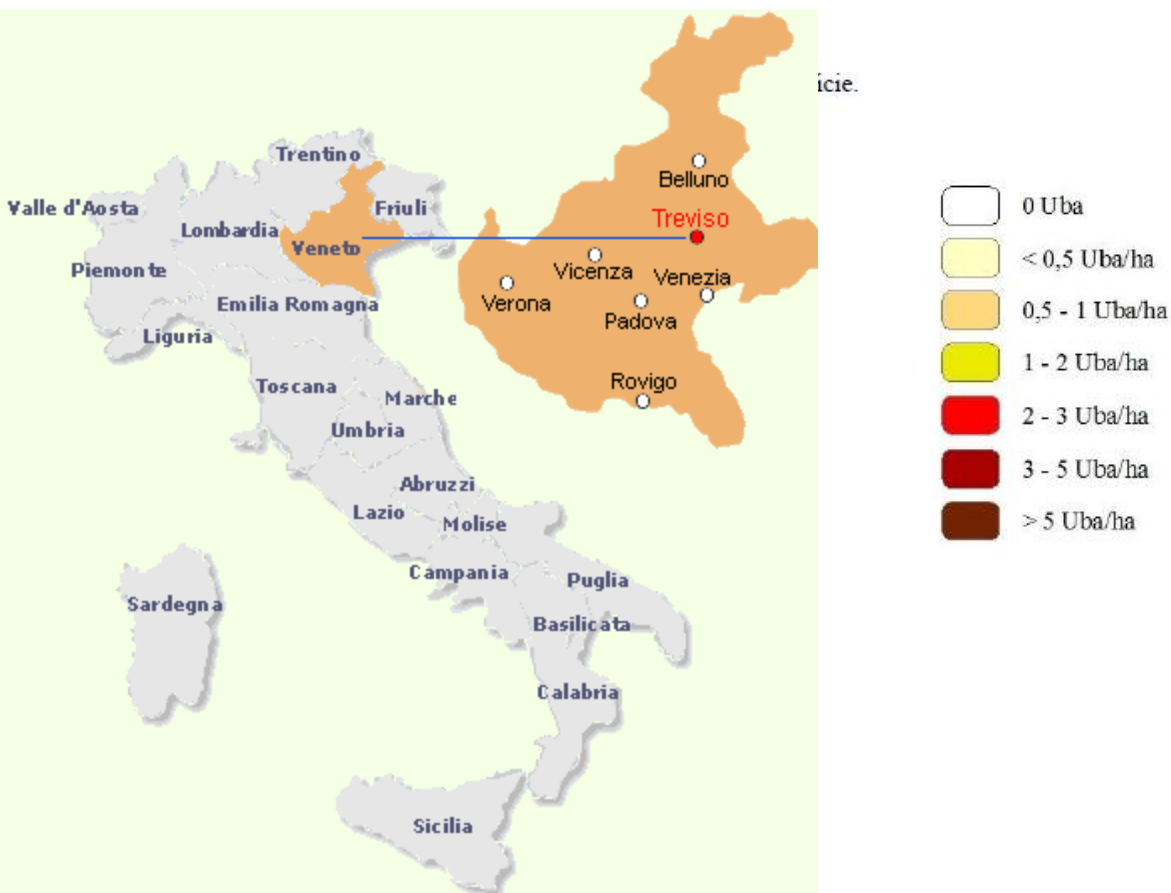 ície.
Trentino
Valle d'Aosta
Lombardia
Friuli
Veneto
Piemonte
Emilia Romagna
Liguria
Toscana
Marche
Umbria
Abruzzi
Lazio
Molise
Campania
Puglia
Sardegna
Basilicata
Calabria
Sicilia
Belluno
Treviso
Vicenza
Venezia
Verona
Padova
Rovigo
0 Uba
< 0,5 Uba/ha
0,5 - 1 Uba/ha
1 - 2 Uba/ha
2 - 3 Uba/ha
3 - 5 Uba/ha
> 5 Uba/ha